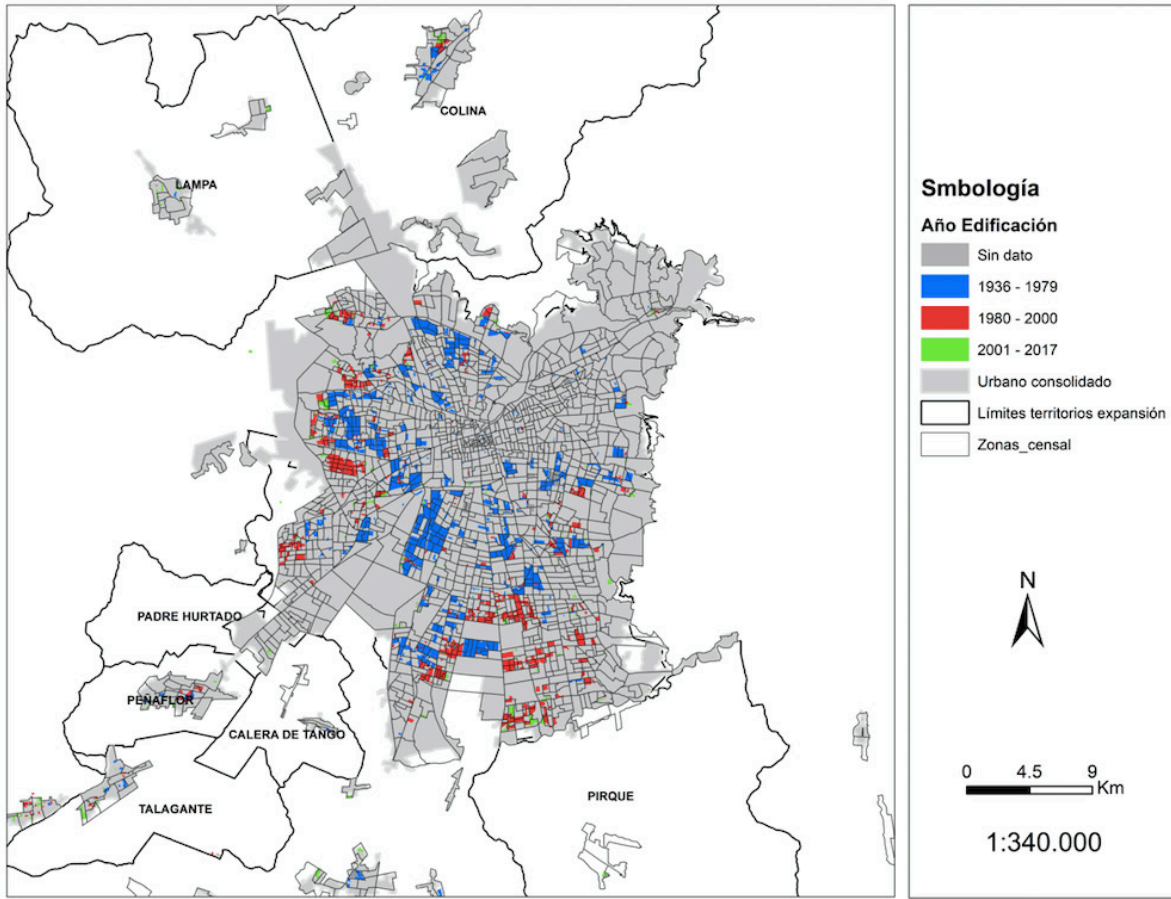 COLINA
LAMPA
PADRE HURTADO
PEÑAFLOR
CALERA DE TANGO
TALAGANTE
PIRQUE
Smbología
Año Edificación
Sin dato
1936 - 1979
1980 - 2000
2001 - 2017
Urbano consolidado
Límites territorios expansión
Zonas_censal
N
0 4.5 9
Km
1:340.000